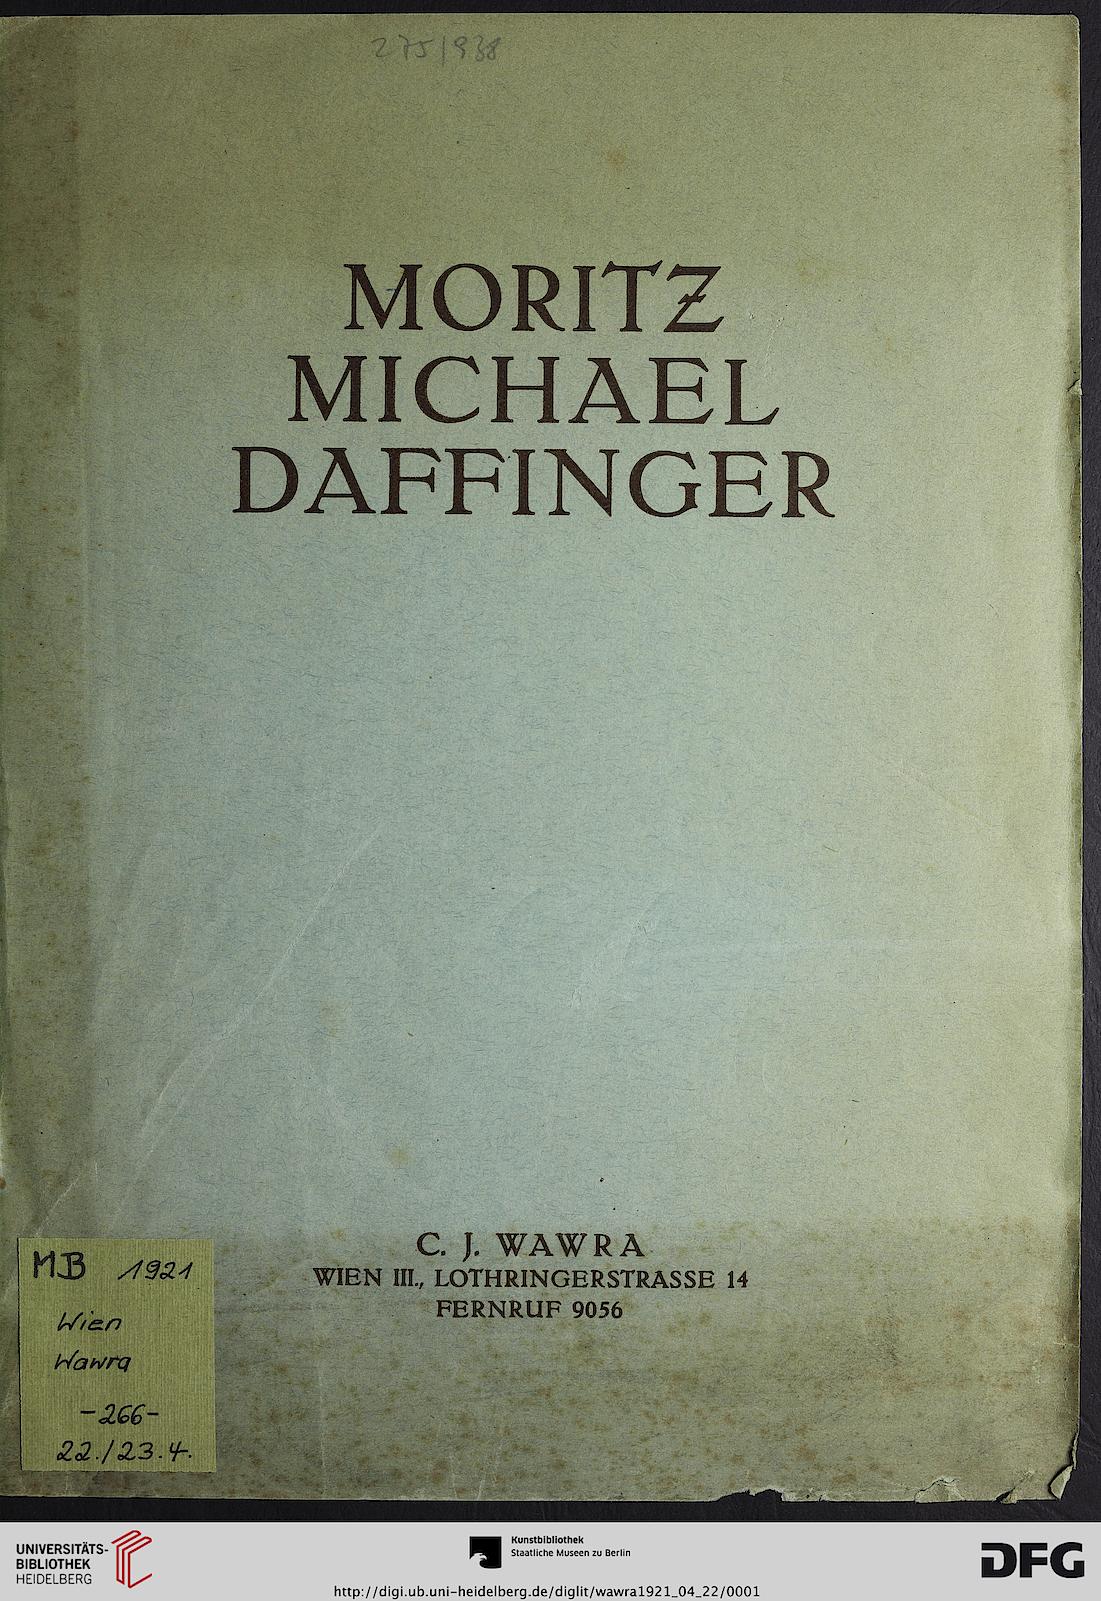 275/938
MORITZ
MICHAEL
DAFFINGER
C. J. WAWRA
WIEN III., LOTHRINGERSTRASSE 14
FERNRUF 9056
MB 1921
Wien
Wawra
-266-
22./23.4.
UNIVERSITÄTS-
BIBLIOTHEK
HEIDELBERG
Kunstbibliothek
Staatliche Museen zu Berlin
DFG
http://digi.ub.uni-heidelberg.de/diglit/wawra1921_04_22/0001